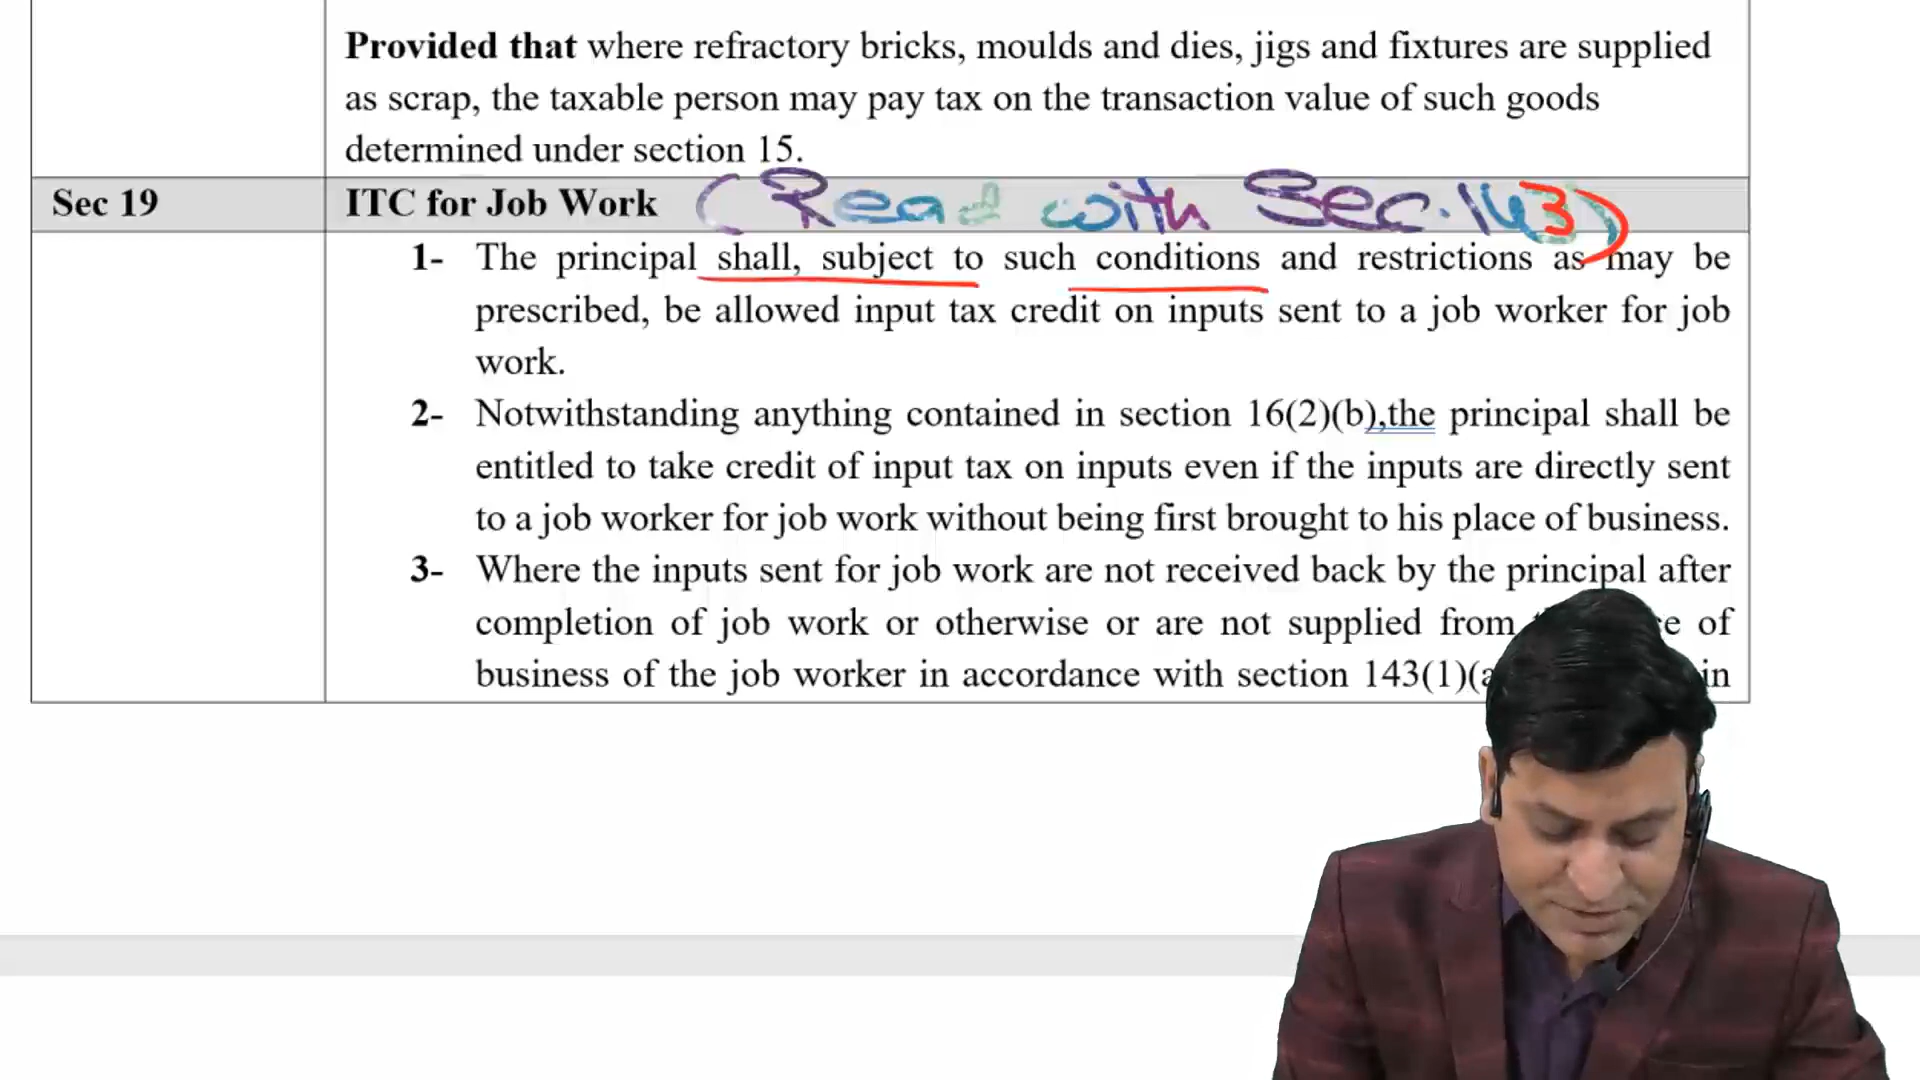 Provided that where refractory bricks, moulds and dies, jigs and fixtures are supplied
as scrap, the taxable person may pay tax on the transaction value of such goods
determined under section 15.
Sec 19 ITC for Job Work (Read with Sec. 143)
1- The principal shall, subject to such conditions and restrictions as may be
prescribed, be allowed input tax credit on inputs sent to a job worker for job
work.
2- Notwithstanding anything contained in section 16(2)(b),the principal shall be
entitled to take credit of input tax on inputs even if the inputs are directly sent
to a job worker for job work without being first brought to his place of business.
3- Where the inputs sent for job work are not received back by the principal after
completion of job work or otherwise or are not supplied from of
business of the job worker in accordance with section 143(1)(a in